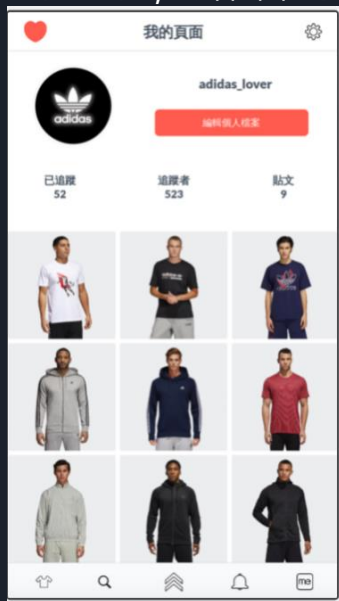 我的頁面
adidas
adidas_lover
編輯個人檔案
已追蹤 追蹤者 貼文
52 523 9
me